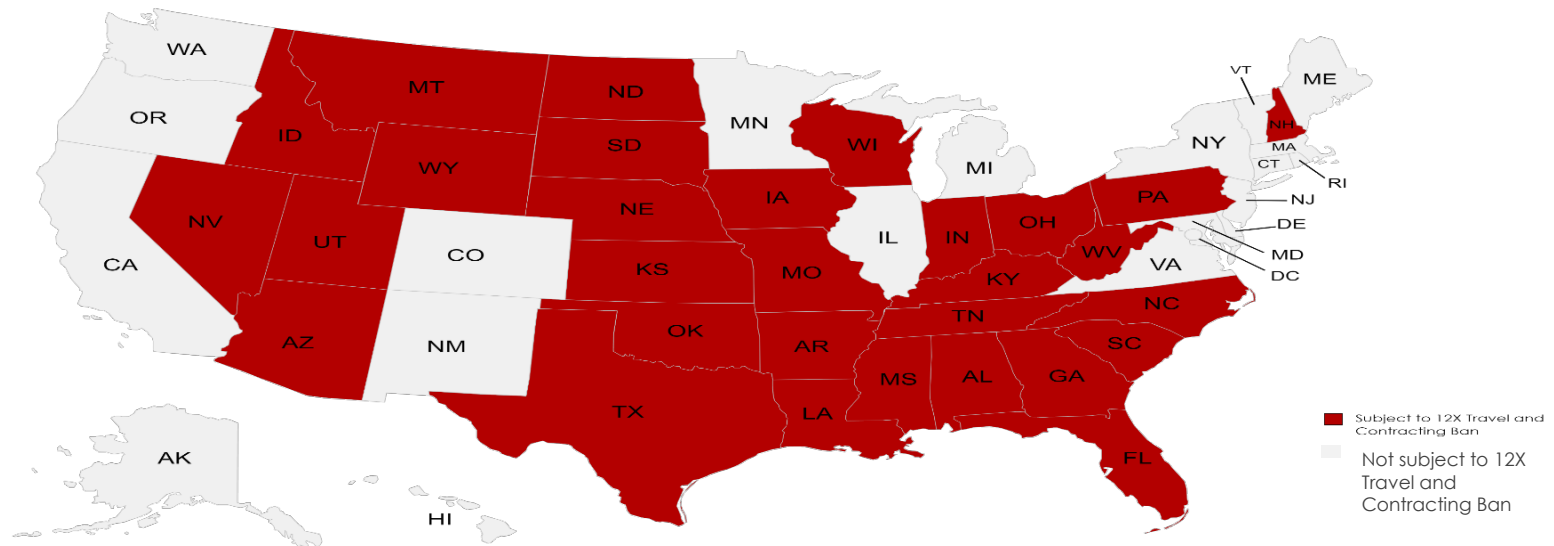 WA
MT
ND
MN
VT
ME
OR
ID
SD
WI
NY
NH
MA
CT
RI
WY
MI
NJ
NV
UT
NE
IA
PA
DE
CA
CO
IL
IN
OH
WV
VA
MD
DC
KS
MO
KY
AZ
NM
OK
AR
TN
NC
SC
TX
LA
MS
AL
GA
FL
AK
HI
Subject to 12X Travel and
Contracting Ban
Not subject to 12X
Travel and
Contracting Ban